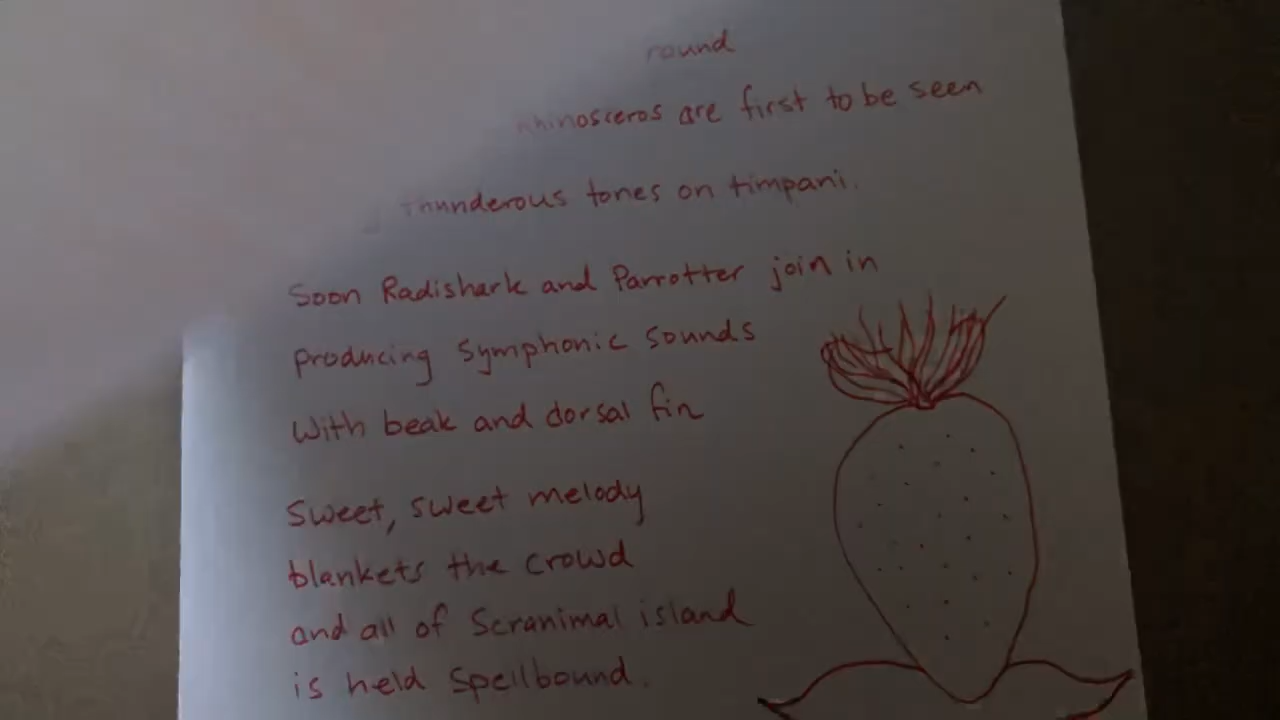 round
rhinosceros are first to be seen
thunderous tones on timpani.
Soon Radishark and Parrotter join in
producing symphonic sounds
With beak and dorsal fin
Sweet, sweet melody
blankets the crowd
and all of Scranimal island
is held spellbound.